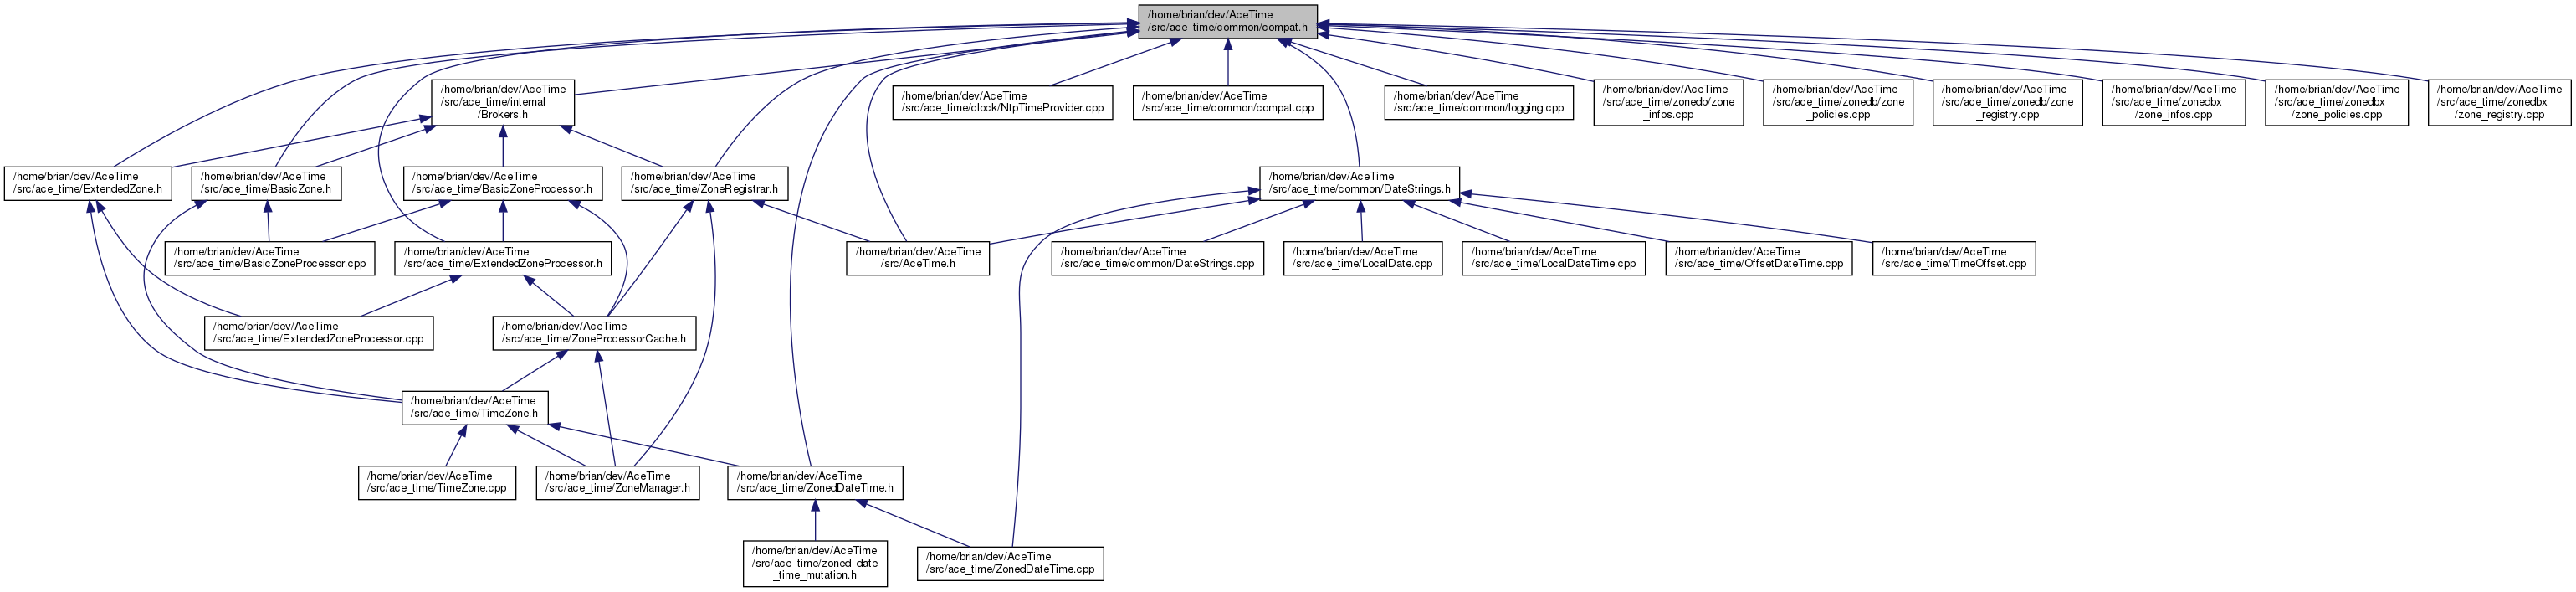 /home/brian/dev/AceTime
/src/ace_time/common/compat.h
/home/brian/dev/AceTime
/src/ace_time/internal
/Brokers.h
/home/brian/dev/AceTime
/src/ace_time/clock/NtpTimeProvider.cpp
/home/brian/dev/AceTime
/src/ace_time/common/compat.cpp
/home/brian/dev/AceTime
/src/ace_time/common/logging.cpp
/home/brian/dev/AceTime
/src/ace_time/zonedb/zone
_infos.cpp
/home/brian/dev/AceTime
/src/ace_time/zonedb/zone
_policies.cpp
/home/brian/dev/AceTime
/src/ace_time/zonedb/zone
_registry.cpp
/home/brian/dev/AceTime
/src/ace_time/zonedbx
/zone_infos.cpp
/home/brian/dev/AceTime
/src/ace_time/zonedbx
/zone_policies.cpp
/home/brian/dev/AceTime
/src/ace_time/zonedbx
/zone_registry.cpp
/home/brian/dev/AceTime
/src/ace_time/ExtendedZone.h
/home/brian/dev/AceTime
/src/ace_time/BasicZone.h
/home/brian/dev/AceTime
/src/ace_time/BasicZoneProcessor.h
/home/brian/dev/AceTime
/src/ace_time/ZoneRegistrar.h
/home/brian/dev/AceTime
/src/ace_time/common/DateStrings.h
/home/brian/dev/AceTime
/src/ace_time/BasicZoneProcessor.cpp
/home/brian/dev/AceTime
/src/ace_time/ExtendedZoneProcessor.h
/home/brian/dev/AceTime
/src/AceTime.h
/home/brian/dev/AceTime
/src/ace_time/common/DateStrings.cpp
/home/brian/dev/AceTime
/src/ace_time/LocalDate.cpp
/home/brian/dev/AceTime
/src/ace_time/LocalDateTime.cpp
/home/brian/dev/AceTime
/src/ace_time/OffsetDateTime.cpp
/home/brian/dev/AceTime
/src/ace_time/TimeOffset.cpp
/home/brian/dev/AceTime
/src/ace_time/ExtendedZoneProcessor.cpp
/home/brian/dev/AceTime
/src/ace_time/ZoneProcessorCache.h
/home/brian/dev/AceTime
/src/ace_time/TimeZone.h
/home/brian/dev/AceTime
/src/ace_time/TimeZone.cpp
/home/brian/dev/AceTime
/src/ace_time/ZoneManager.h
/home/brian/dev/AceTime
/src/ace_time/ZonedDateTime.h
/home/brian/dev/AceTime
/src/ace_time/zoned_date
_time_mutation.h
/home/brian/dev/AceTime
/src/ace_time/ZonedDateTime.cpp